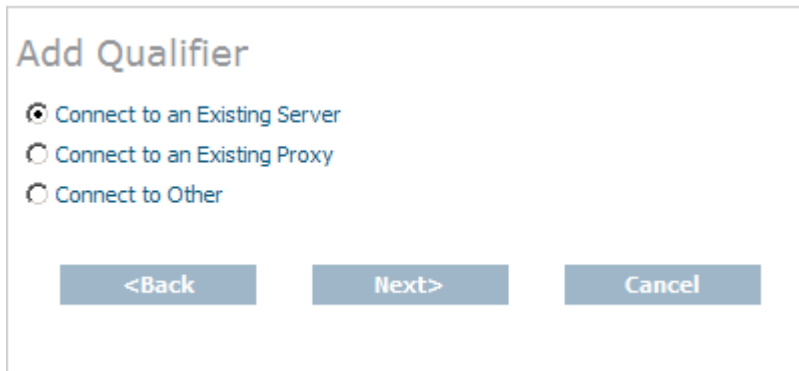 Add Qualifier
Connect to an Existing Server
Connect to an Existing Proxy
Connect to Other
<Back Next> Cancel